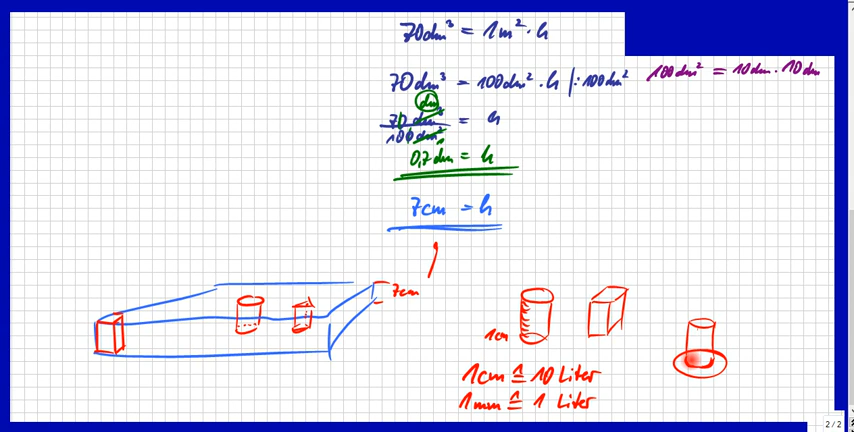 70dm³ = 1m² · h
70dm³ = 100dm² · h |: 100dm²
100dm² = 10dm · 10dm
dm
70 dm³ / 100 dm² = h
0,7dm = h
7cm = h
7cm
1cm
1cm ≙ 10 Liter
1mm ≙ 1 Liter
2/2